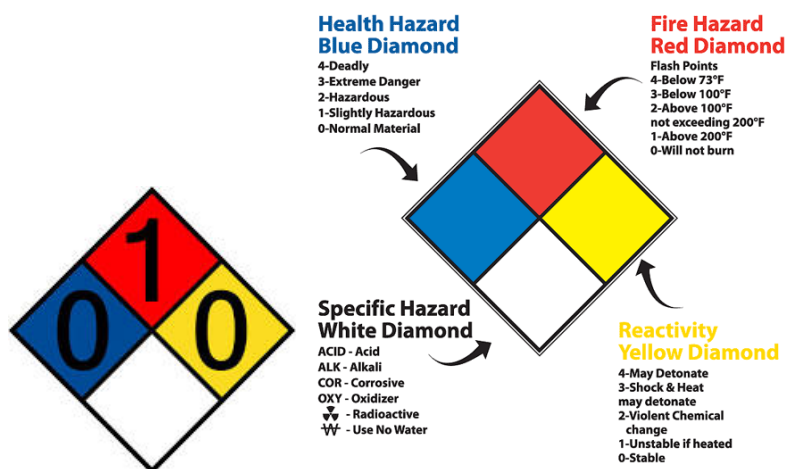 Health Hazard
Blue Diamond
4-Deadly
3-Extreme Danger
2-Hazardous
1-Slightly Hazardous
0-Normal Material
Fire Hazard
Red Diamond
Flash Points
4-Below 73°F
3-Below 100°F
2-Above 100°F
not exceeding 200°F
1-Above 200°F
0-Will not burn
1
0 0
Specific Hazard
White Diamond
ACID - Acid
ALK - Alkali
COR - Corrosive
OXY - Oxidizer
- Radioactive
W - Use No Water
Reactivity
Yellow Diamond
4-May Detonate
3-Shock & Heat
may detonate
2-Violent Chemical
change
1-Unstable if heated
0-Stable